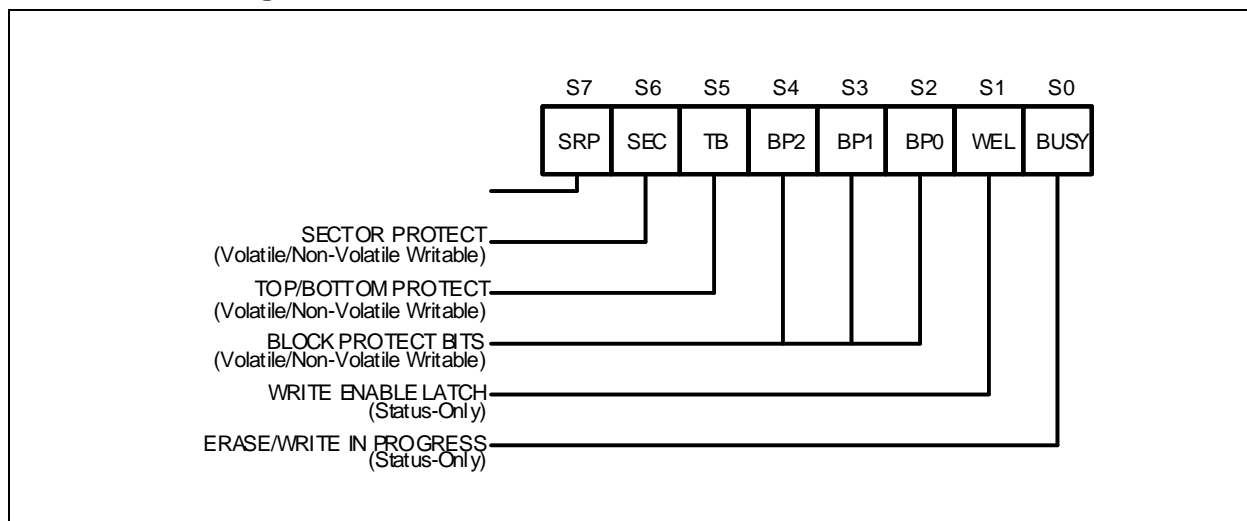 S7 S6 S5 S4 S3 S2 S1 S0
SRP SEC TB BP2 BP1 BP0 WEL BUSY
SECTOR PROTECT
(Volatile/Non-Volatile Writable)
TOP/BOTTOM PROTECT
(Volatile/Non-Volatile Writable)
BLOCK PROTECT BITS
(Volatile/Non-Volatile Writable)
WRITE ENABLE LATCH
(Status-Only)
ERASE/WRITE IN PROGRESS
(Status-Only)